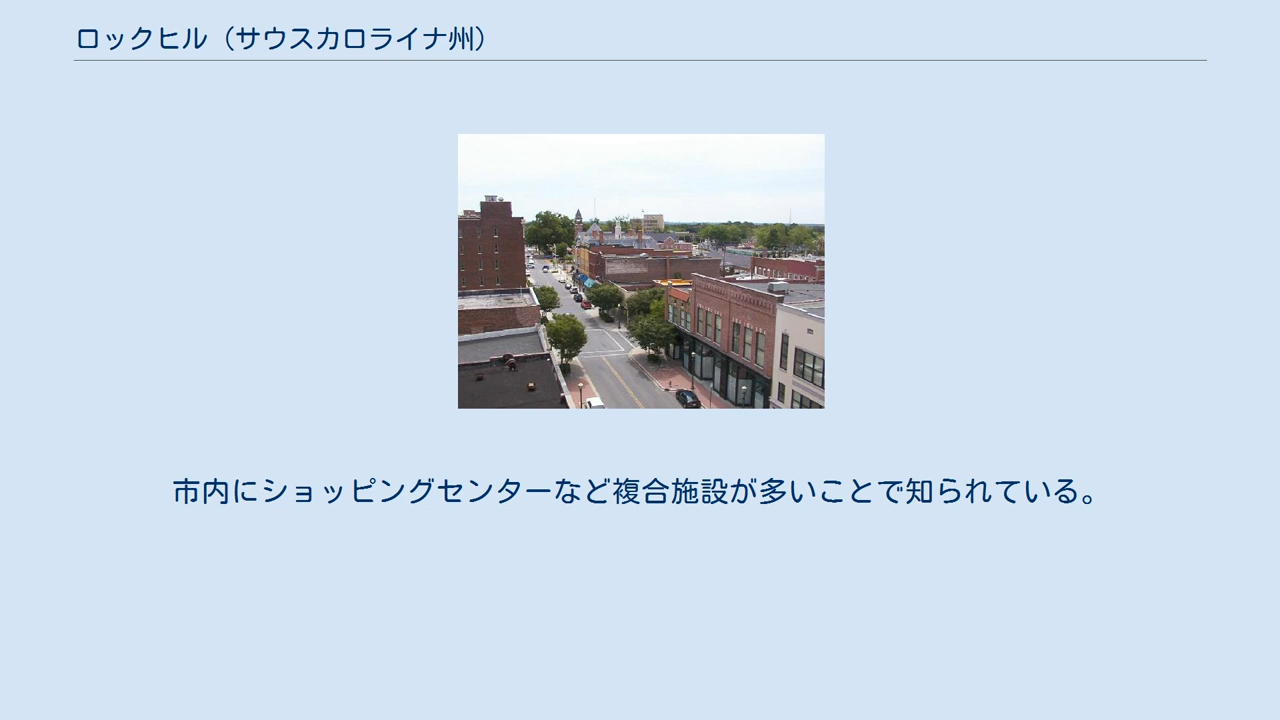 ロックヒル（サウスカロライナ州）
市内にショッピングセンターなど複合施設が多いことで知られている。